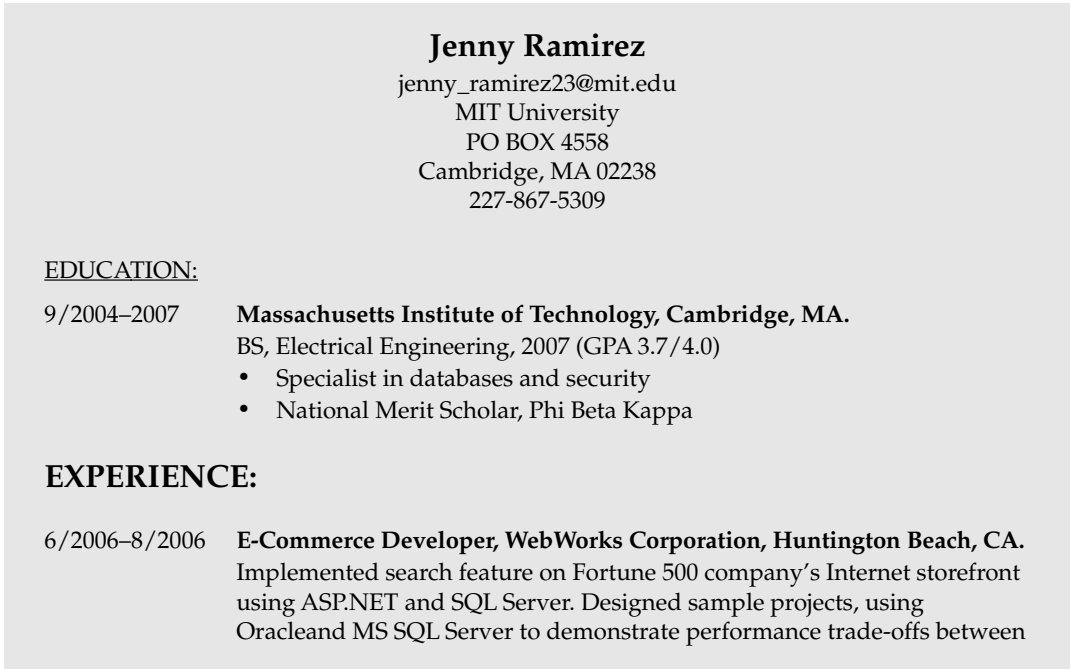 Jenny Ramirez
jenny_ramirez23@mit.edu
MIT University
PO BOX 4558
Cambridge, MA 02238
227-867-5309
EDUCATION:
9/2004–2007 Massachusetts Institute of Technology, Cambridge, MA.
BS, Electrical Engineering, 2007 (GPA 3.7/4.0)
• Specialist in databases and security
• National Merit Scholar, Phi Beta Kappa
EXPERIENCE:
6/2006–8/2006 E-Commerce Developer, WebWorks Corporation, Huntington Beach, CA.
Implemented search feature on Fortune 500 company’s Internet storefront
using ASP.NET and SQL Server. Designed sample projects, using
Oracleand MS SQL Server to demonstrate performance trade-offs between